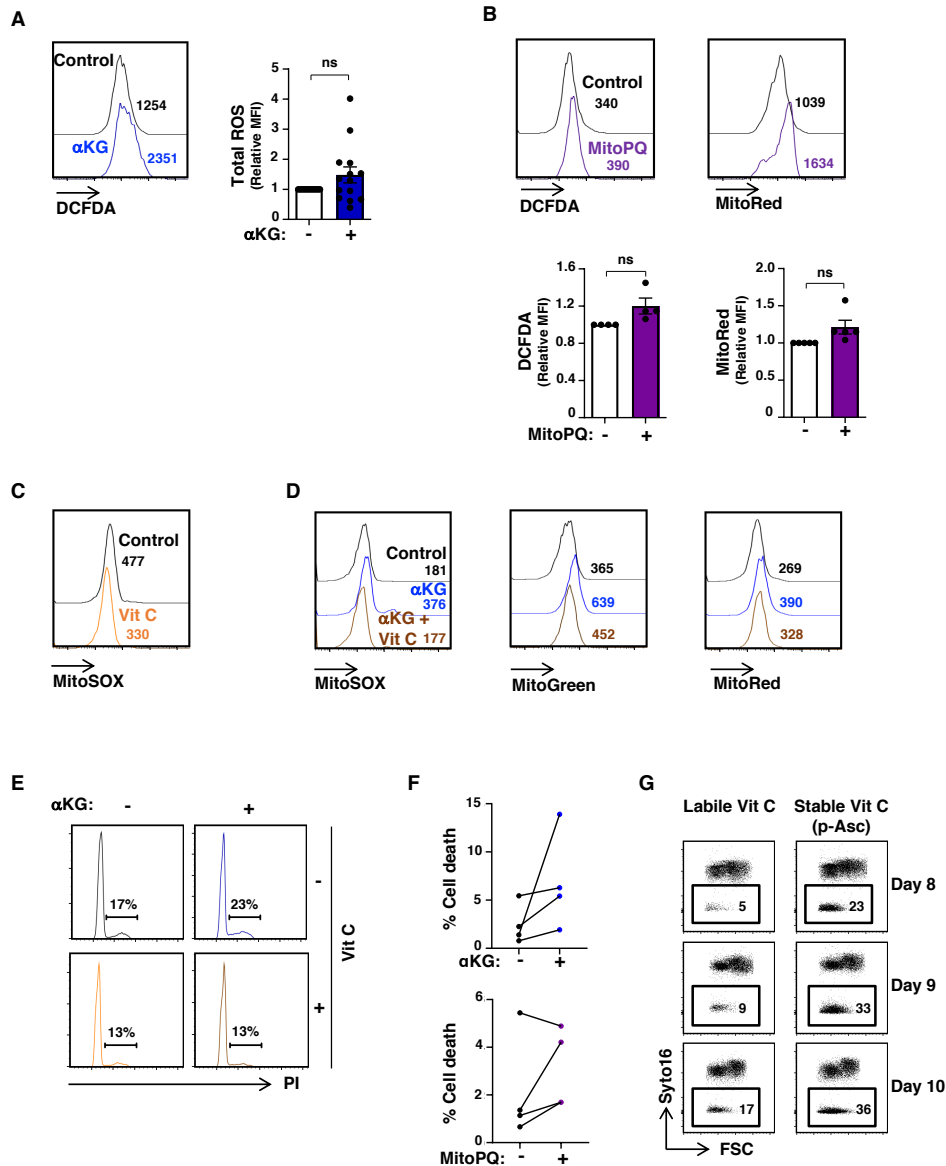 A
Control
1254
αKG
2351
DCFDA
ns
Total ROS
(Relative MFI)
5
4
3
2
1
0
αKG: - +
B
Control
340
MitoPQ
390
DCFDA
1039
1634
MitoRed
ns
DCFDA
(Relative MFI)
1.6
1.2
0.8
0.4
0
MitoPQ: - +
ns
MitoRed
(Relative MFI)
2.0
1.5
1.0
0.5
0
- +
C
Control
477
Vit C
330
MitoSOX
D
Control
181
αKG
376
αKG +
Vit C 177
MitoSOX
365
639
452
MitoGreen
269
390
328
MitoRed
E
αKG: - +
17%
23%
-
13%
13%
+
Vit C
PI
F
% Cell death
15
10
5
0
αKG: - +
% Cell death
6
4
2
0
MitoPQ: - +
G
Labile Vit C
Stable Vit C
(p-Asc)
5
23
Day 8
9
33
Day 9
17
36
Day 10
Syto16
FSC